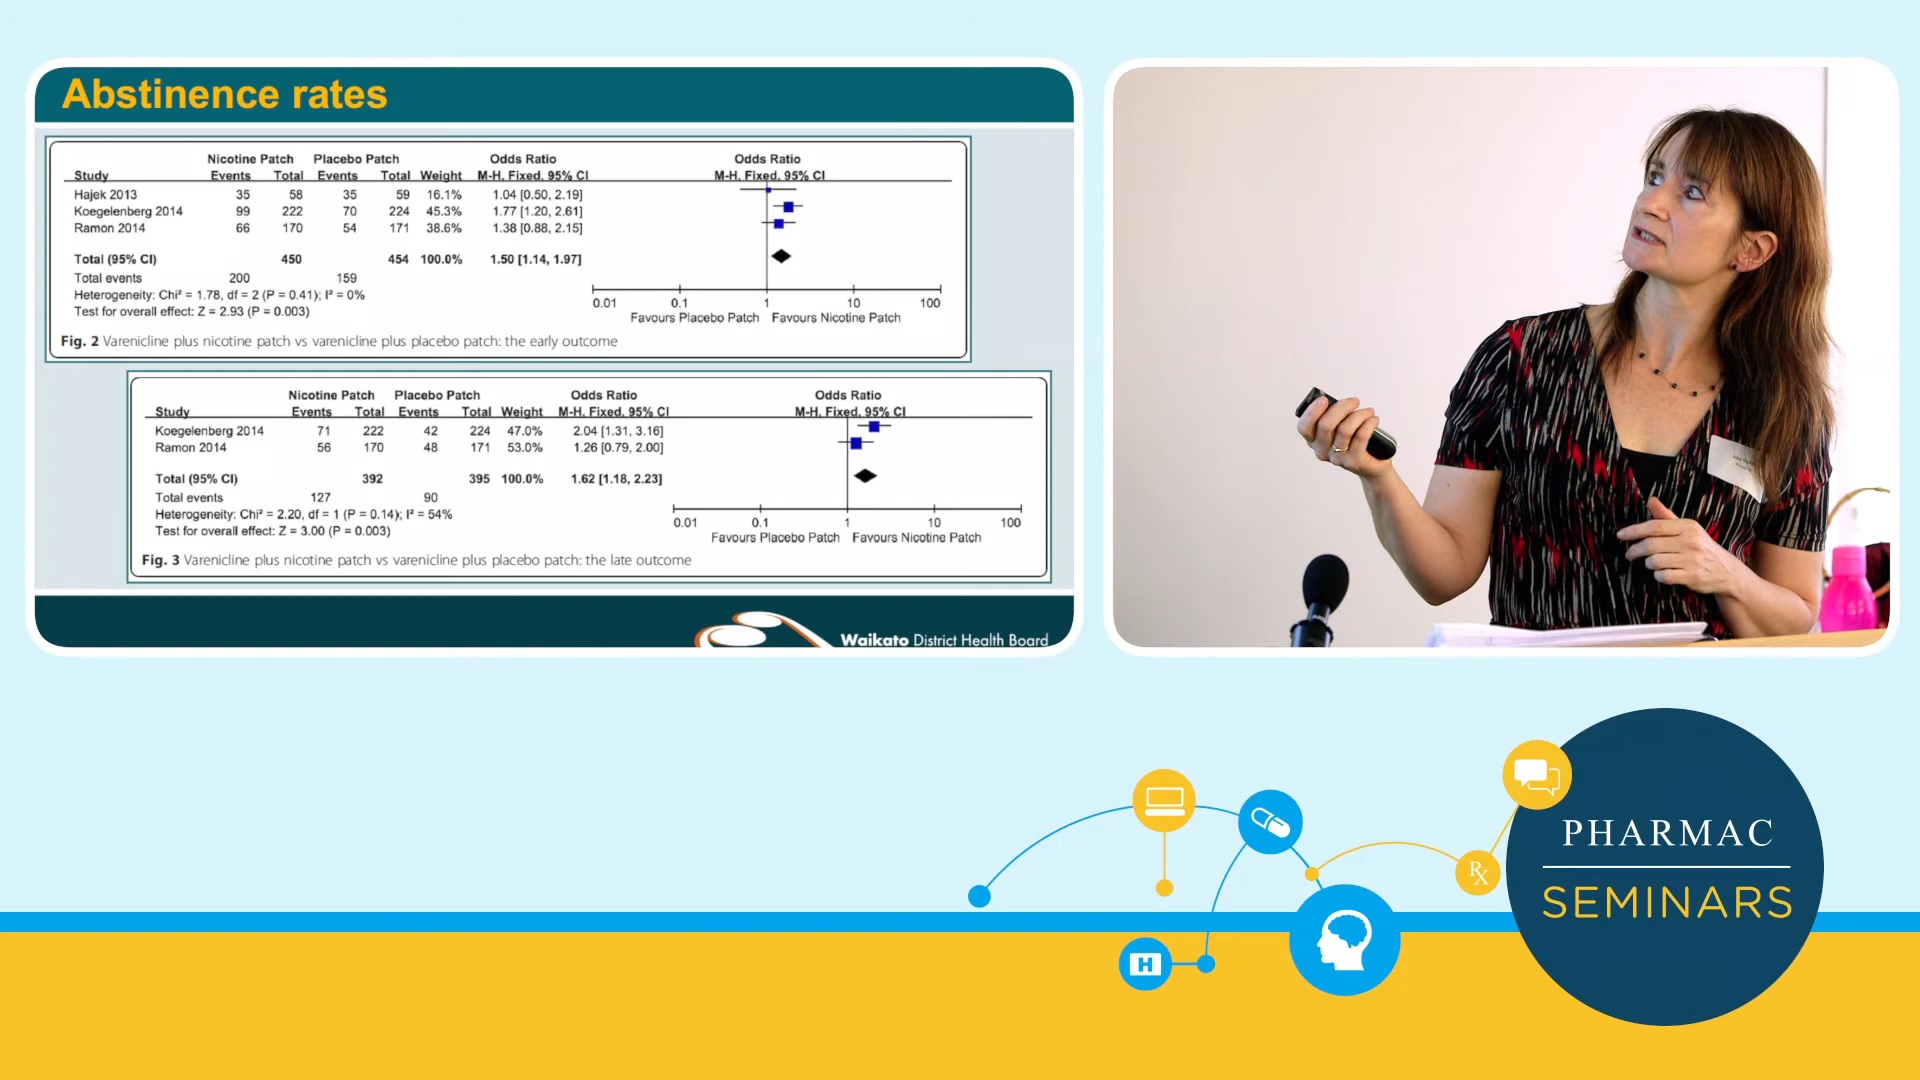 Abstinence rates
Nicotine Patch Placebo Patch Odds Ratio Odds Ratio
Study Events Total Events Total Weight M-H, Fixed, 95% CI M-H, Fixed, 95% CI
Hajek 2013 35 58 35 59 16.1% 1.04 [0.50, 2.19]
Koegelenberg 2014 99 222 70 224 45.3% 1.77 [1.20, 2.61]
Ramon 2014 66 170 54 171 38.6% 1.38 [0.88, 2.15]
Total (95% CI) 450 454 100.0% 1.50 [1.14, 1.97]
Total events 200 159
Heterogeneity: Chi² = 1.78, df = 2 (P = 0.41); I² = 0%
Test for overall effect: Z = 2.93 (P = 0.003)
0.01 0.1 1 10 100
Favours Placebo Patch Favours Nicotine Patch
Fig. 2 Varenicline plus nicotine patch vs varenicline plus placebo patch: the early outcome
Nicotine Patch Placebo Patch Odds Ratio Odds Ratio
Study Events Total Events Total Weight M-H, Fixed, 95% CI M-H, Fixed, 95% CI
Koegelenberg 2014 71 222 42 224 47.0% 2.04 [1.31, 3.16]
Ramon 2014 56 170 48 171 53.0% 1.26 [0.79, 2.00]
Total (95% CI) 392 395 100.0% 1.62 [1.18, 2.23]
Total events 127 90
Heterogeneity: Chi² = 2.20, df = 1 (P = 0.14); I² = 54%
Test for overall effect: Z = 3.00 (P = 0.003)
0.01 0.1 1 10 100
Favours Placebo Patch Favours Nicotine Patch
Fig. 3 Varenicline plus nicotine patch vs varenicline plus placebo patch: the late outcome
Waikato District Health Board
PHARMAC
SEMINARS
Rx
H